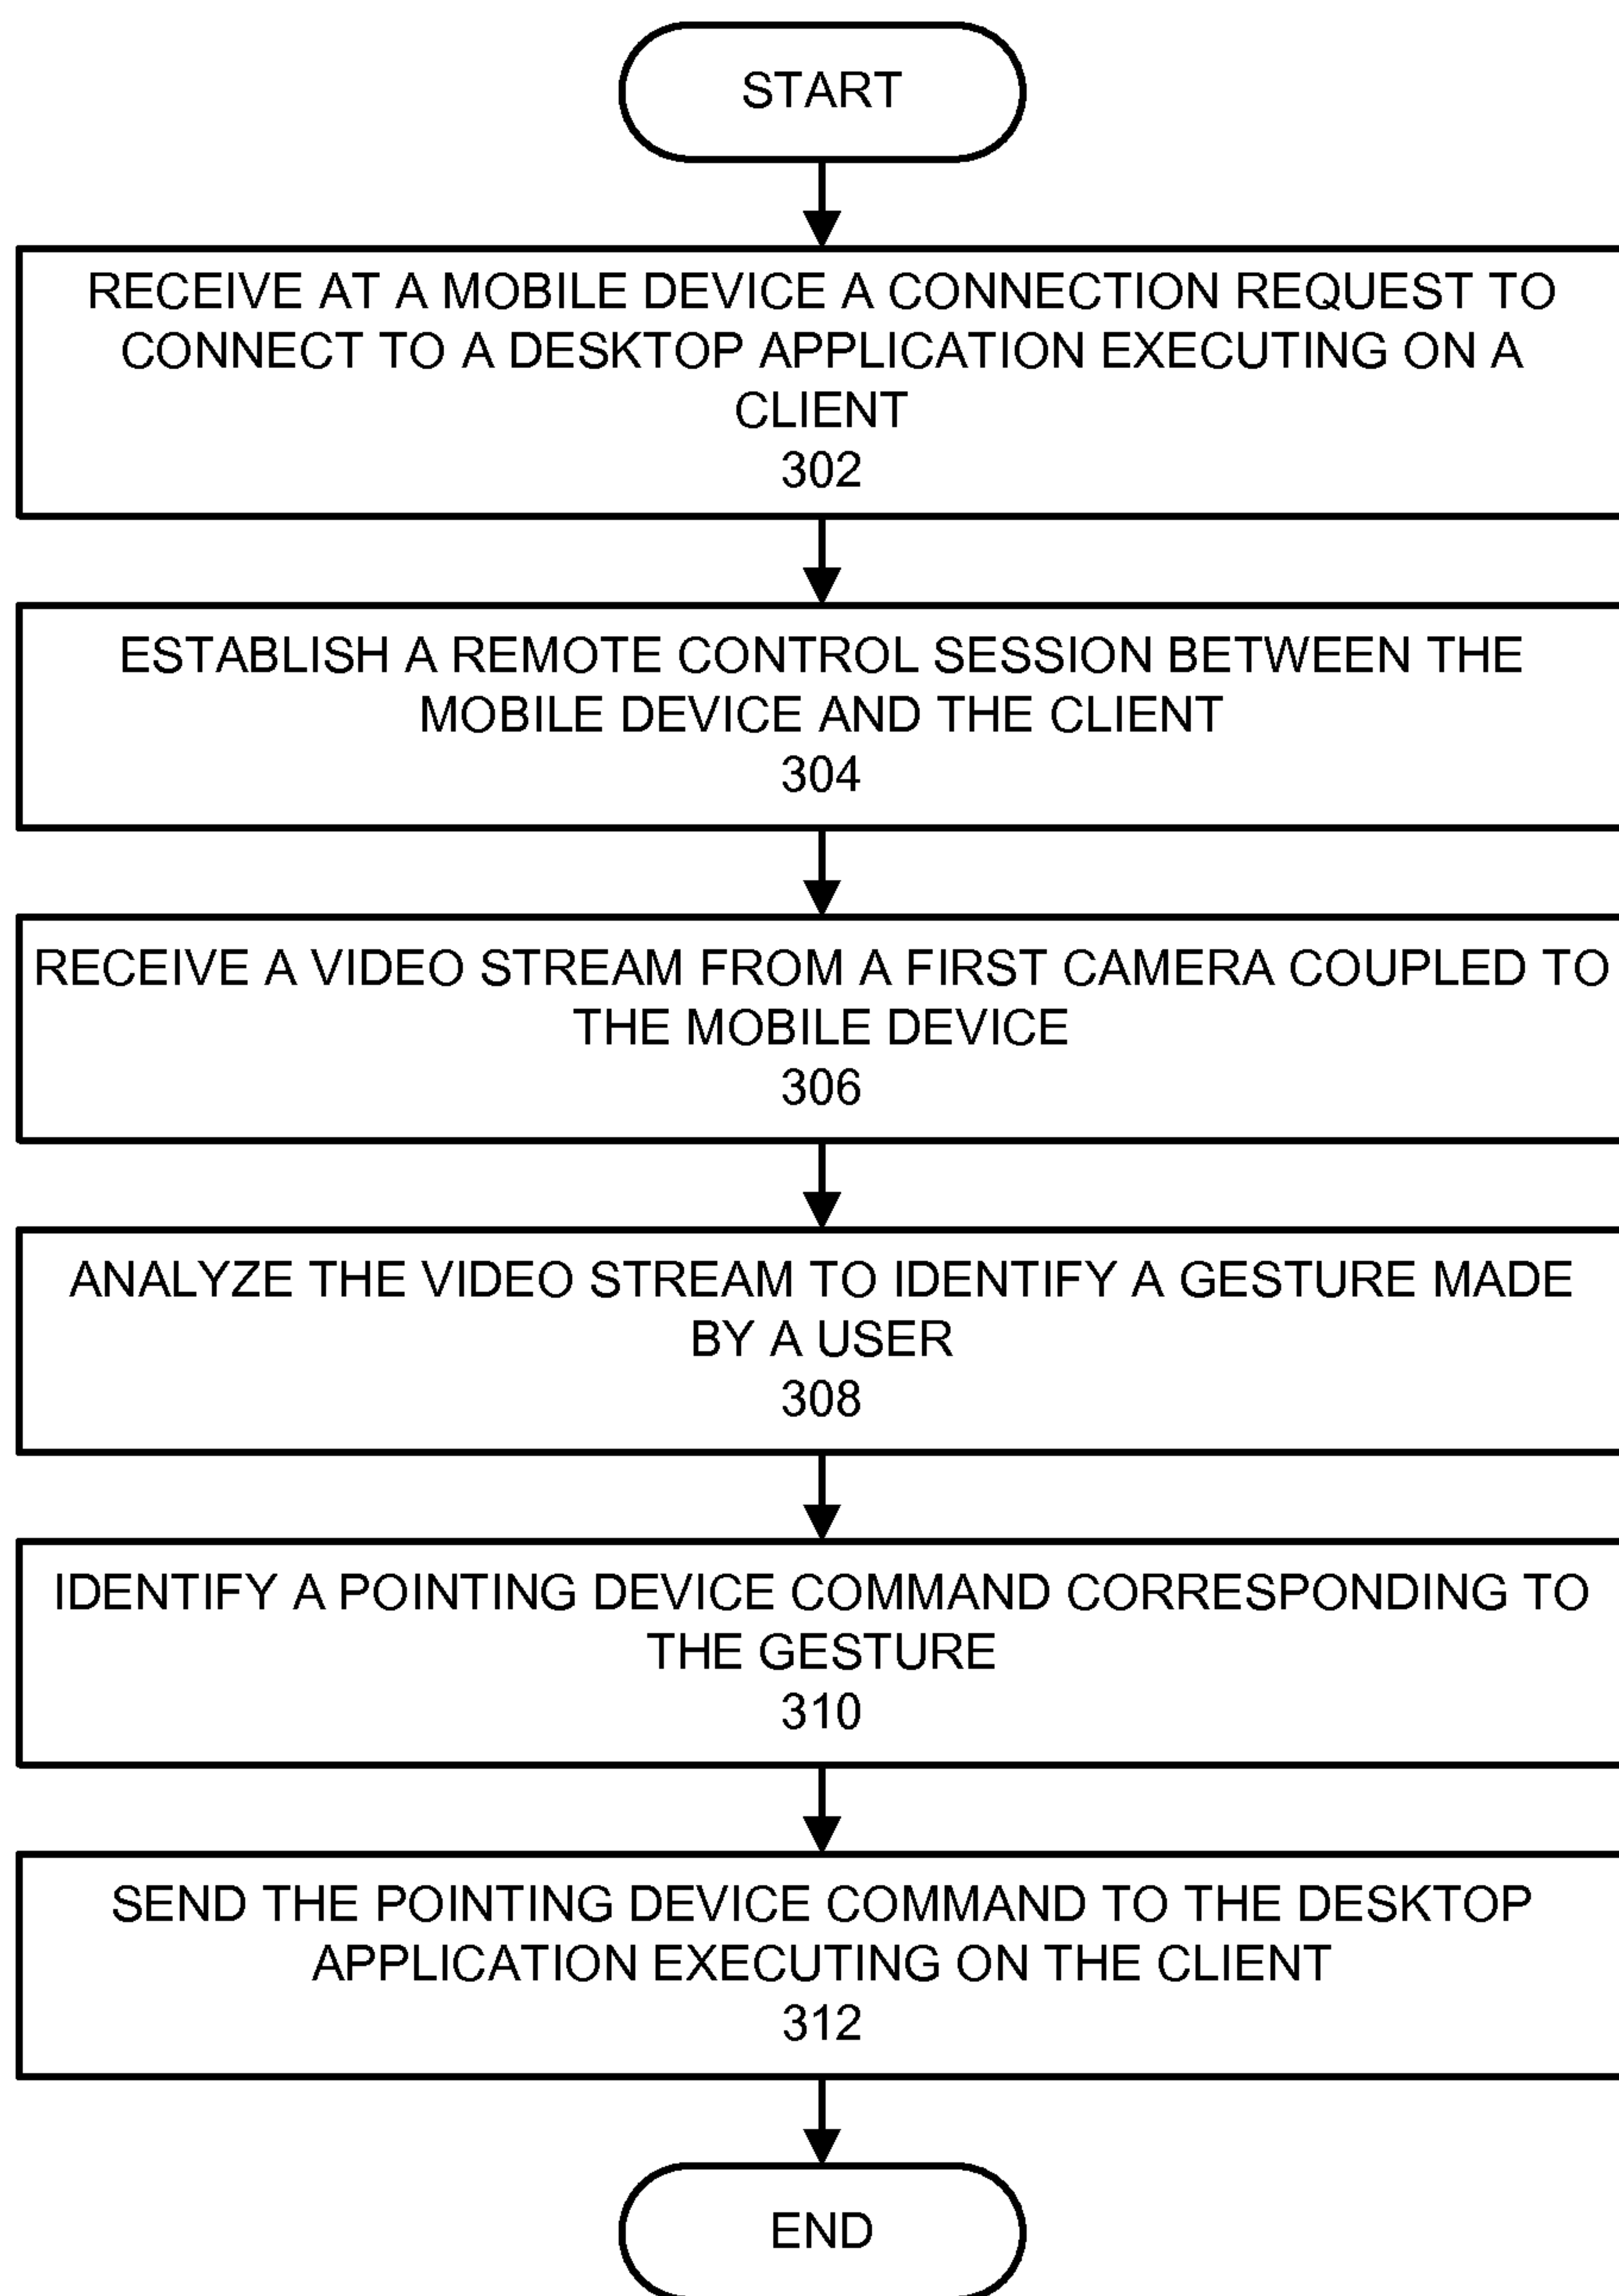 START
RECEIVE AT A MOBILE DEVICE A CONNECTION REQUEST TO
CONNECT TO A DESKTOP APPLICATION EXECUTING ON A
CLIENT
302
ESTABLISH A REMOTE CONTROL SESSION BETWEEN THE
MOBILE DEVICE AND THE CLIENT
304
RECEIVE A VIDEO STREAM FROM A FIRST CAMERA COUPLED TO
THE MOBILE DEVICE
306
ANALYZE THE VIDEO STREAM TO IDENTIFY A GESTURE MADE
BY A USER
308
IDENTIFY A POINTING DEVICE COMMAND CORRESPONDING TO
THE GESTURE
310
SEND THE POINTING DEVICE COMMAND TO THE DESKTOP
APPLICATION EXECUTING ON THE CLIENT
312
END